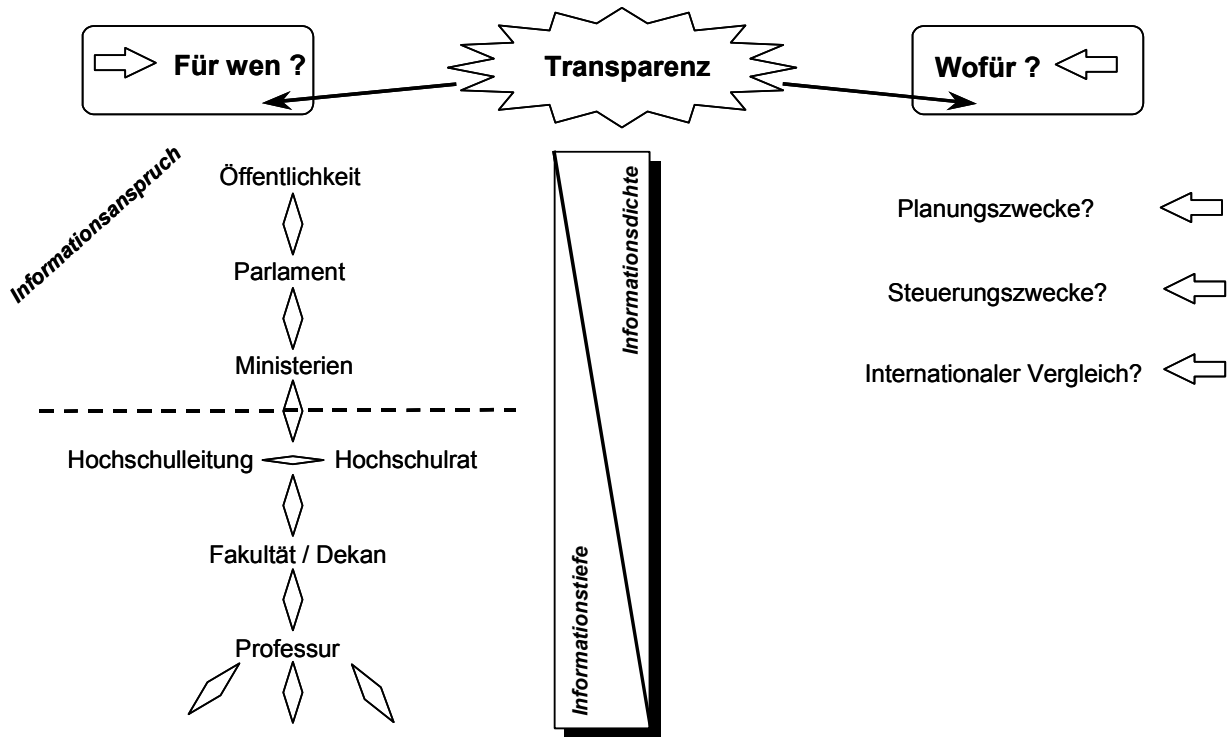 Für wen ?
Transparenz
Wofür ?
Informationsanspruch
Öffentlichkeit
Parlament
Ministerien
Hochschulleitung
Hochschulrat
Fakultät / Dekan
Professur
Informationsdichte
Informationstiefe
Planungszwecke?
Steuerungszwecke?
Internationaler Vergleich?